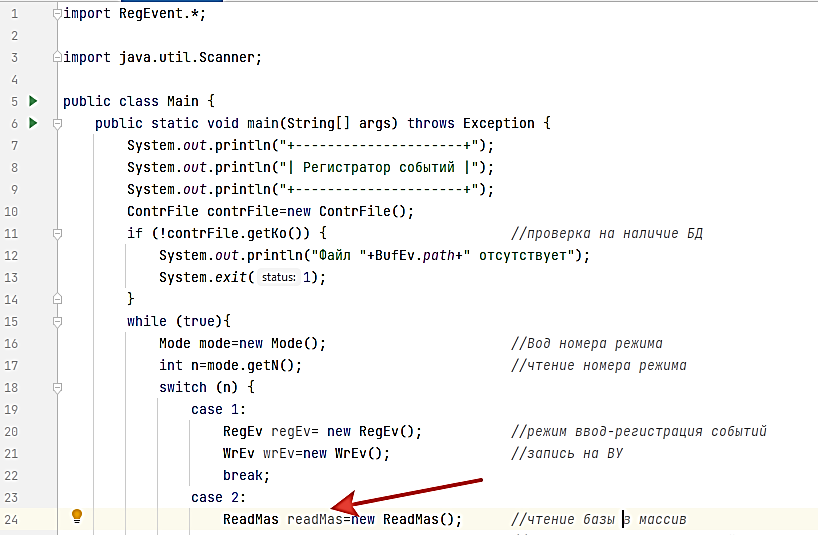 1 import RegEvent.*;
2
3 import java.util.Scanner;
4
5 public class Main {
6 public static void main(String[] args) throws Exception {
7 System.out.println("+---------------------+");
8 System.out.println("| Регистратор событий |");
9 System.out.println("+---------------------+");
10 ContrFile contrFile=new ContrFile();
11 if (!contrFile.getKo()) { //проверка на наличие БД
12 System.out.println("Файл "+BufEv.path+" отсутствует");
13 System.exit( status: 1);
14 }
15 while (true){
16 Mode mode=new Mode(); //Вод номера режима
17 int n=mode.getN(); //чтение номера режима
18 switch (n) {
19 case 1:
20 RegEv regEv= new RegEv(); //режим ввод-регистрация событий
21 WrEv wrEv=new WrEv(); //запись на ВУ
22 break;
23 case 2:
24 ReadMas readMas=new ReadMas(); //чтение базы в массив